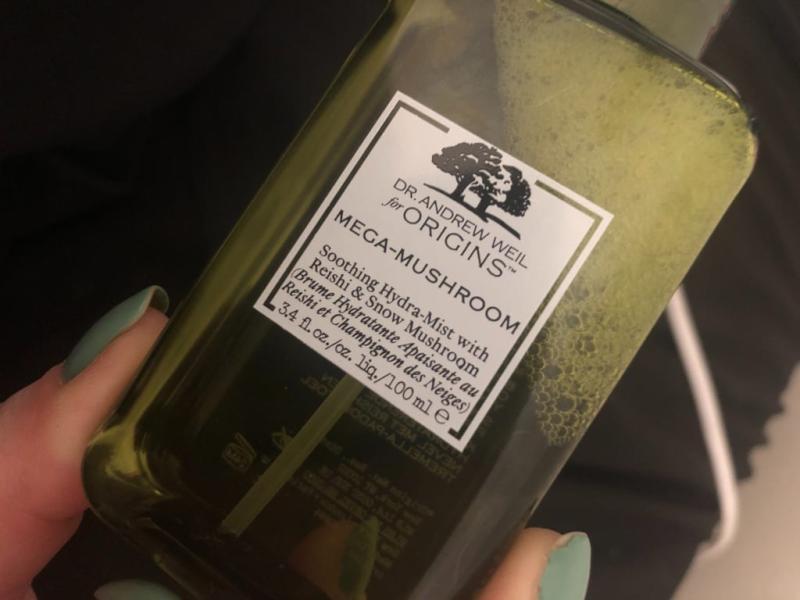 DR. ANDREW WEIL
for ORIGINS™
MEGA-MUSHROOM
Soothing Hydra-Mist with
Reishi & Snow Mushroom
(Brume Hydratante Apaisante au
Reishi et Champignon des Neiges)
3.4 fl.oz./oz. liq./100 ml ℮